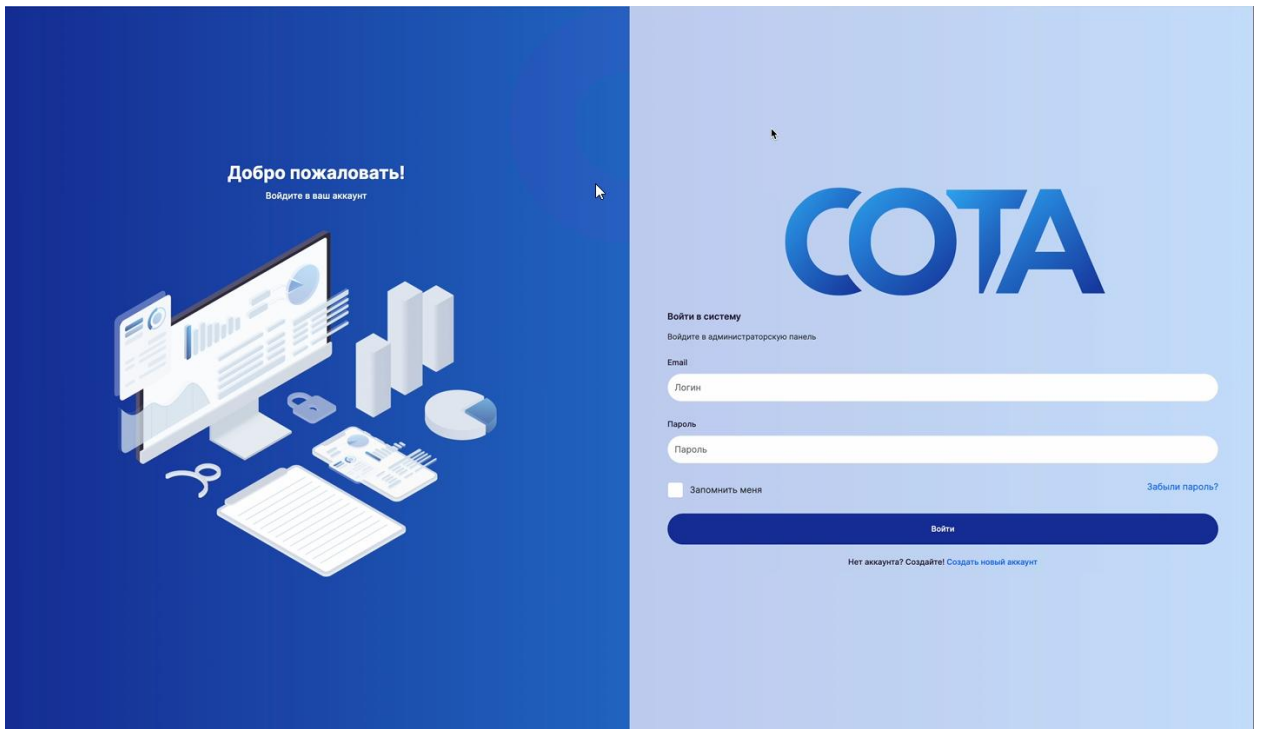 Добро пожаловать!
Войдите в ваш аккаунт
СОТА
Войти в систему
Войдите в администраторскую панель
Email
Логин
Пароль
Пароль
Запомнить меня
Забыли пароль?
Войти
Нет аккаунта? Создайте! Создать новый аккаунт